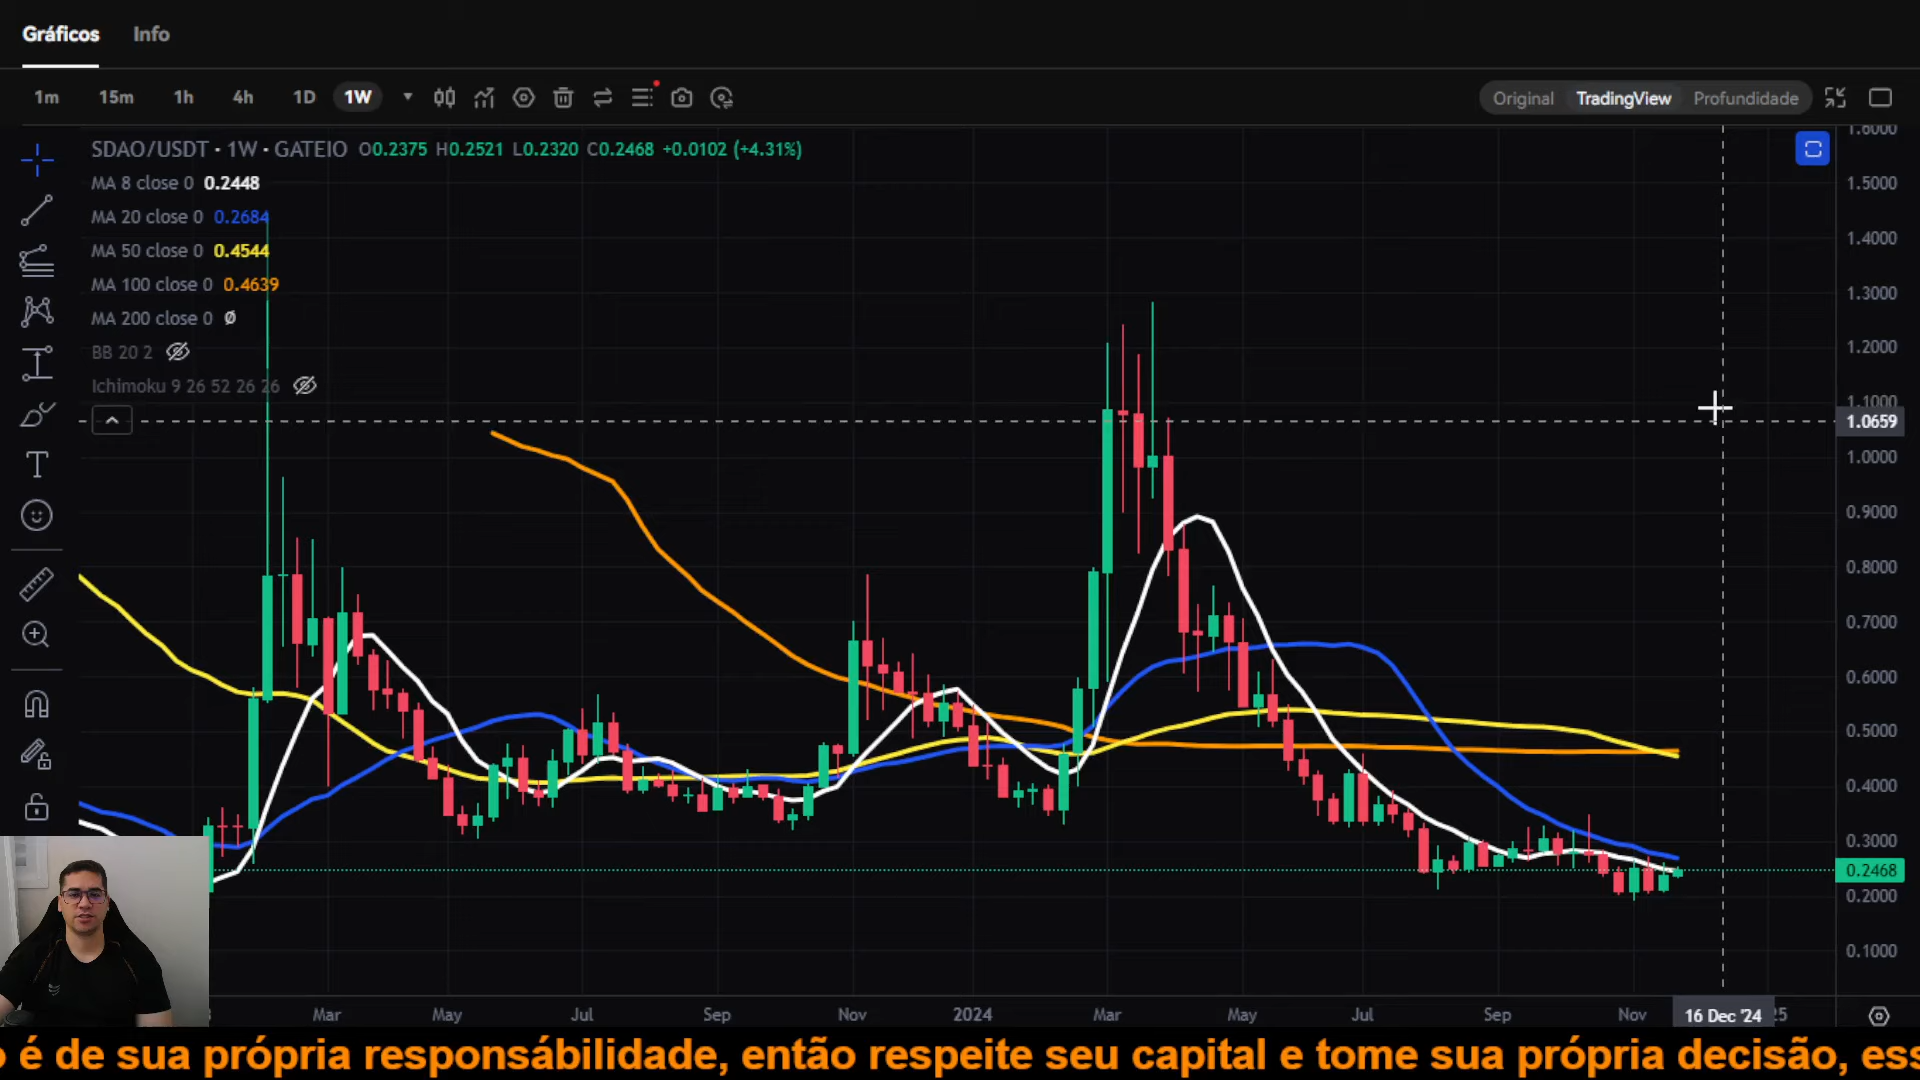 Gráficos Info
1m 15m 1h 4h 1D 1W Original TradingView Profundidade
SDAO/USDT · 1W · GATEIO O0.2375 H0.2521 L0.2320 C0.2468 +0.0102 (+4.31%)
MA 8 close 0 0.2448
MA 20 close 0 0.2684
MA 50 close 0 0.4544
MA 100 close 0 0.4639
MA 200 close 0 Ø
BB 20 2
Ichimoku 9 26 52 26 26
1.6000
1.5000
1.4000
1.3000
1.2000
1.1000
1.0659
1.0000
0.9000
0.8000
0.7000
0.6000
0.5000
0.4000
0.3000
0.2468
0.2000
0.1000
Mar May Jul Sep Nov 2024 Mar May Jul Sep Nov 16 Dec '24
o é de sua própria responsábilidade, então respeite seu capital e tome sua própria decisão, ess